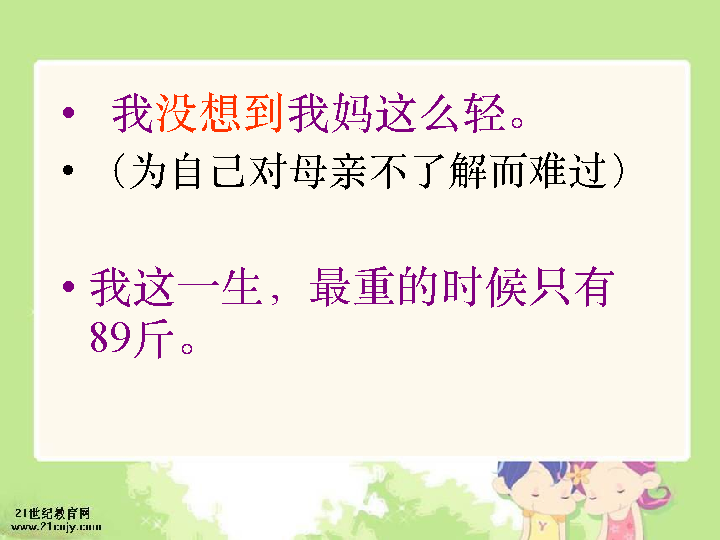 • 我没想到我妈这么轻。
• （为自己对母亲不了解而难过）
• 我这一生，最重的时候只有
89斤。
21世纪教育网
www.21cnjy.com